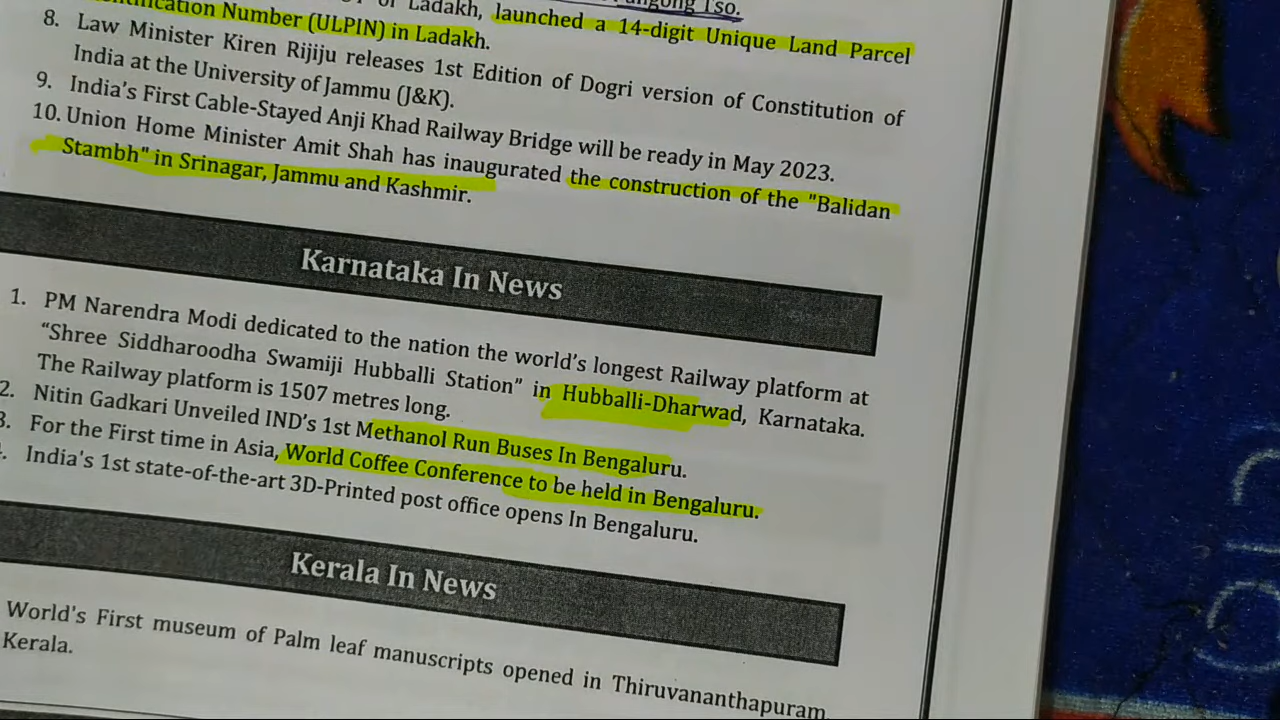 Ladakh, launched a 14-digit Unique Land Parcel
Number (ULPIN) in Ladakh.
8. Law Minister Kiren Rijiju releases 1st Edition of Dogri version of Constitution of
India at the University of Jammu (J&K).
9. India's First Cable-Stayed Anji Khad Railway Bridge will be ready in May 2023.
10. Union Home Minister Amit Shah has inaugurated the construction of the "Balidan
Stambh" in Srinagar, Jammu and Kashmir.
Karnataka In News
1. PM Narendra Modi dedicated to the nation the world's longest Railway platform at
“Shree Siddharoodha Swamiji Hubballi Station” in Hubballi-Dharwad, Karnataka.
The Railway platform is 1507 metres long.
2. Nitin Gadkari Unveiled IND's 1st Methanol Run Buses In Bengaluru.
3. For the First time in Asia, World Coffee Conference to be held in Bengaluru.
India's 1st state-of-the-art 3D-Printed post office opens In Bengaluru.
Kerala In News
World's First museum of Palm leaf manuscripts opened in Thiruvananthapuram,
Kerala.